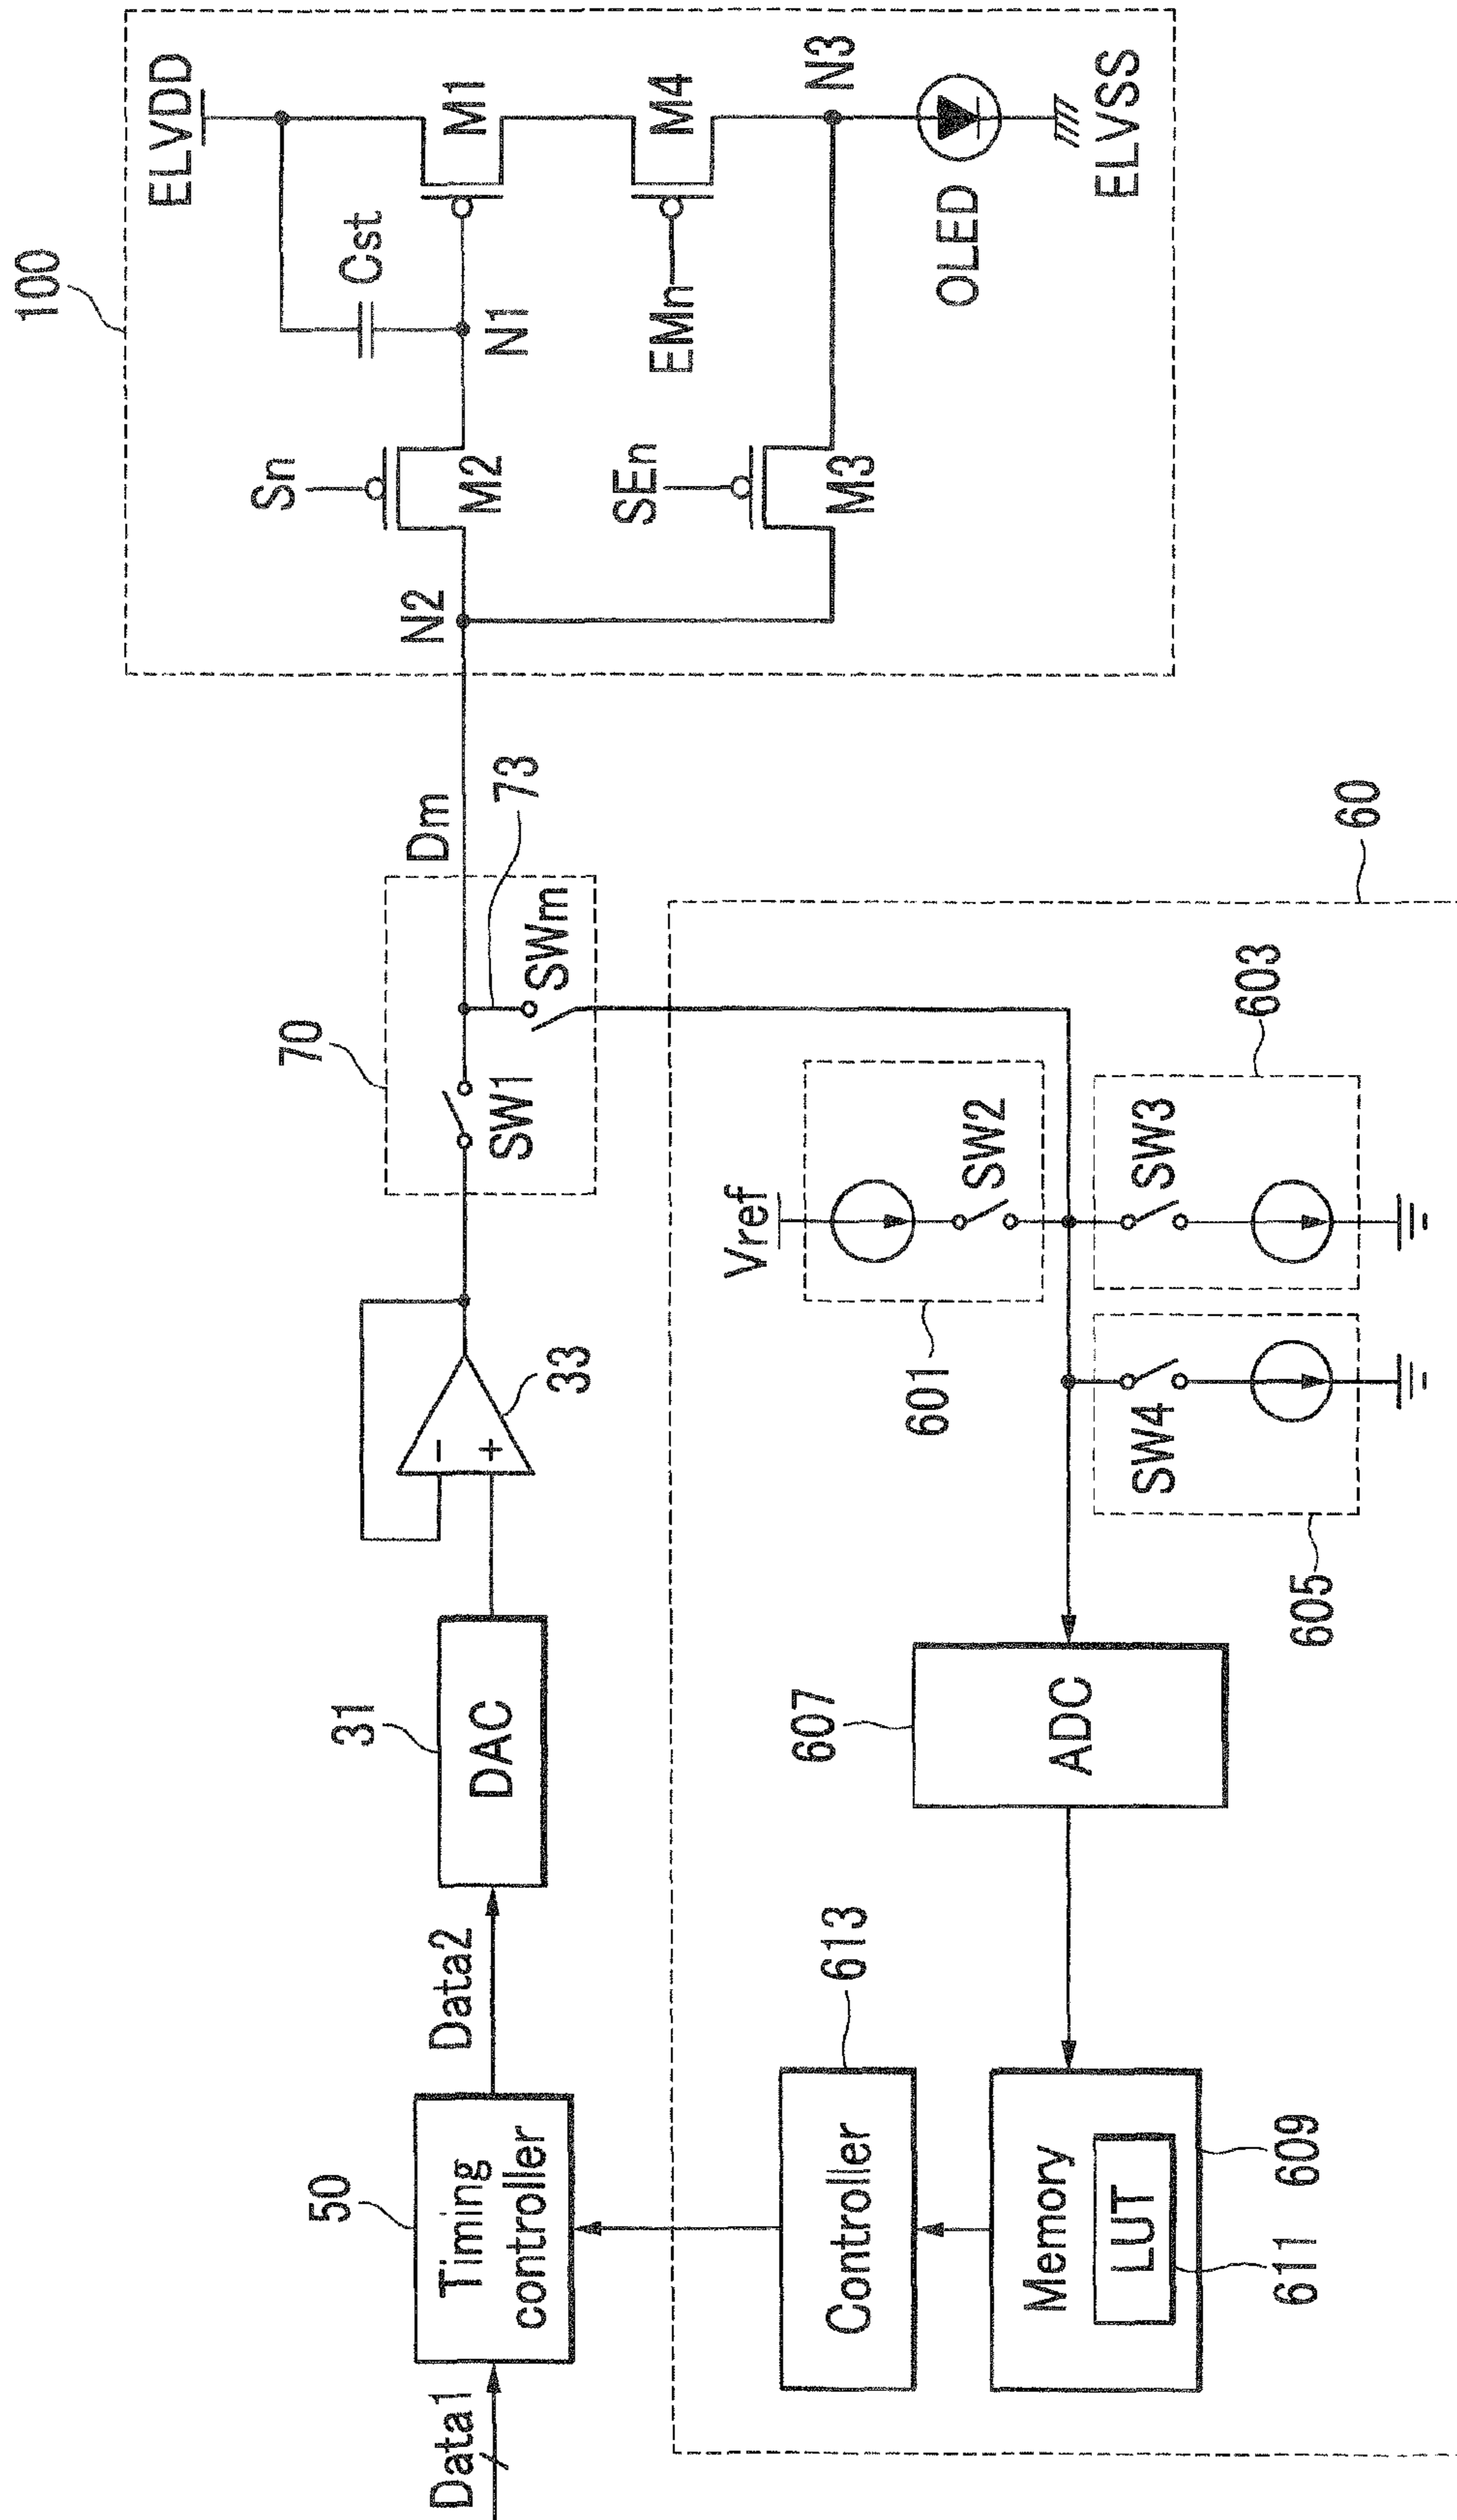 100
ELVDD
Cst
M1
Sn
M2
N1
N2
EMn
M4
SEn
M3
N3
OLED
ELVSS
Dm
70
73
SW1
SWm
33
-
+
31
DAC
Data2
50
Timing
controller
Data1
60
Vref
SW2
601
603
SW3
SW4
605
607
ADC
613
Controller
Memory
LUT
609
611